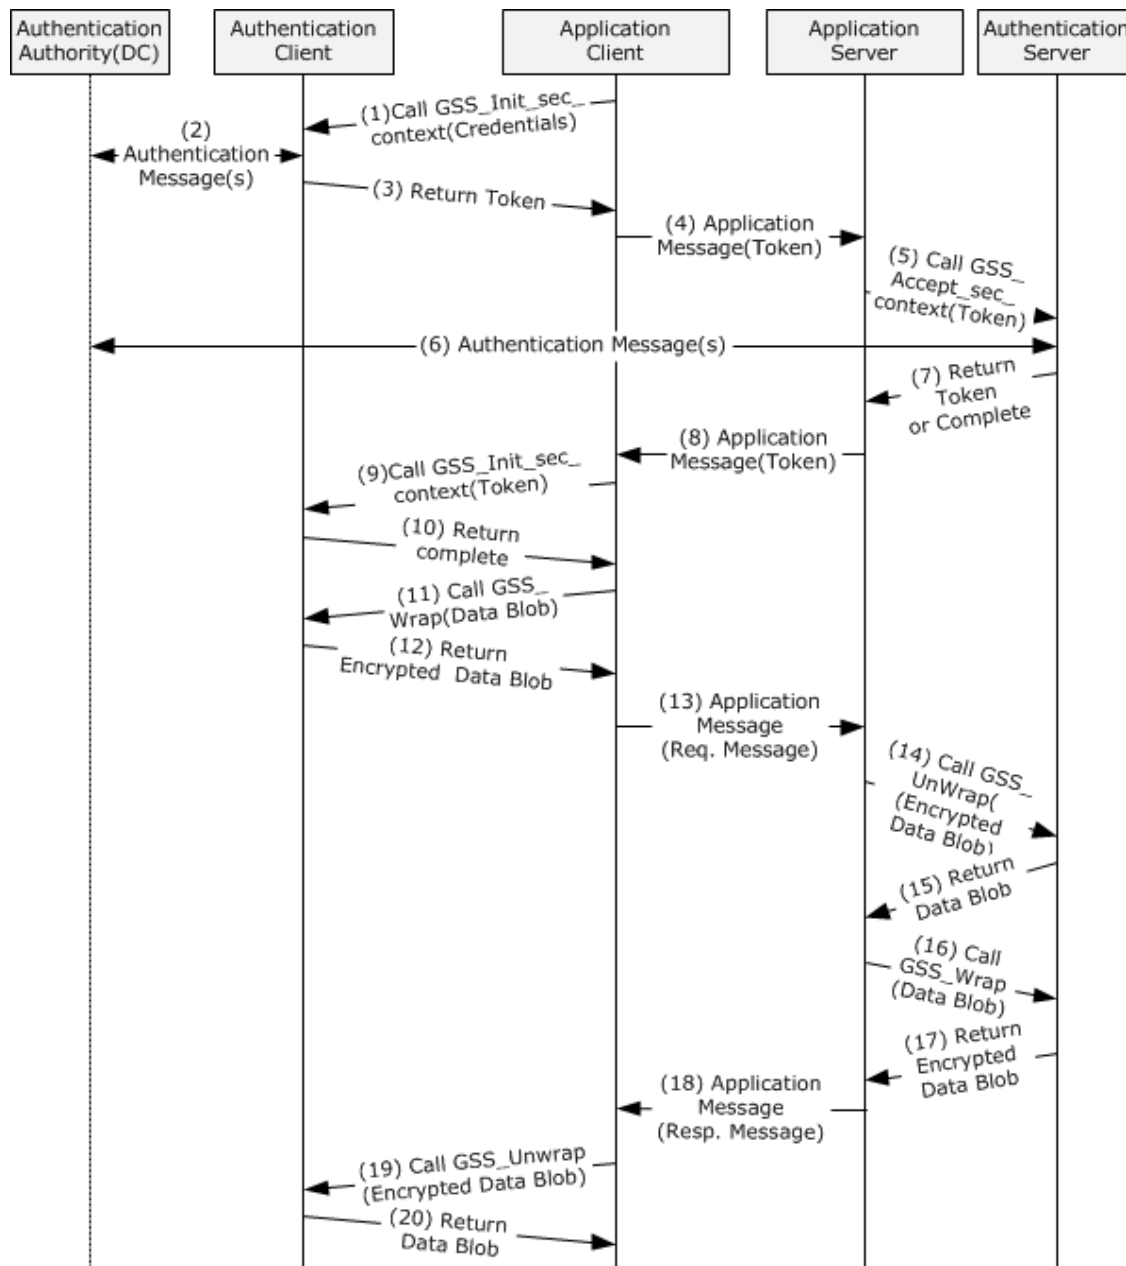 Authentication
Authority(DC)
Authentication
Client
Application
Client
Application
Server
Authentication
Server
(1)Call GSS_Init_sec_
context(Credentials)
(2)
Authentication
Message(s)
(3) Return Token
(4) Application
Message(Token)
(5) Call GSS_
Accept_sec_
context(Token)
(6) Authentication Message(s)
(7) Return
Token
or Complete
(8) Application
Message(Token)
(9)Call GSS_Init_sec_
context(Token)
(10) Return
complete
(11) Call GSS_
Wrap(Data Blob)
(12) Return
Encrypted Data Blob
(13) Application
Message
(Req. Message)
(14) Call GSS_
UnWrap(
(Encrypted
Data Blob)
(15) Return
Data Blob
(16) Call
GSS_Wrap
(Data Blob)
(17) Return
Encrypted
Data Blob
(18) Application
Message
(Resp. Message)
(19) Call GSS_Unwrap
(Encrypted Data Blob)
(20) Return
Data Blob